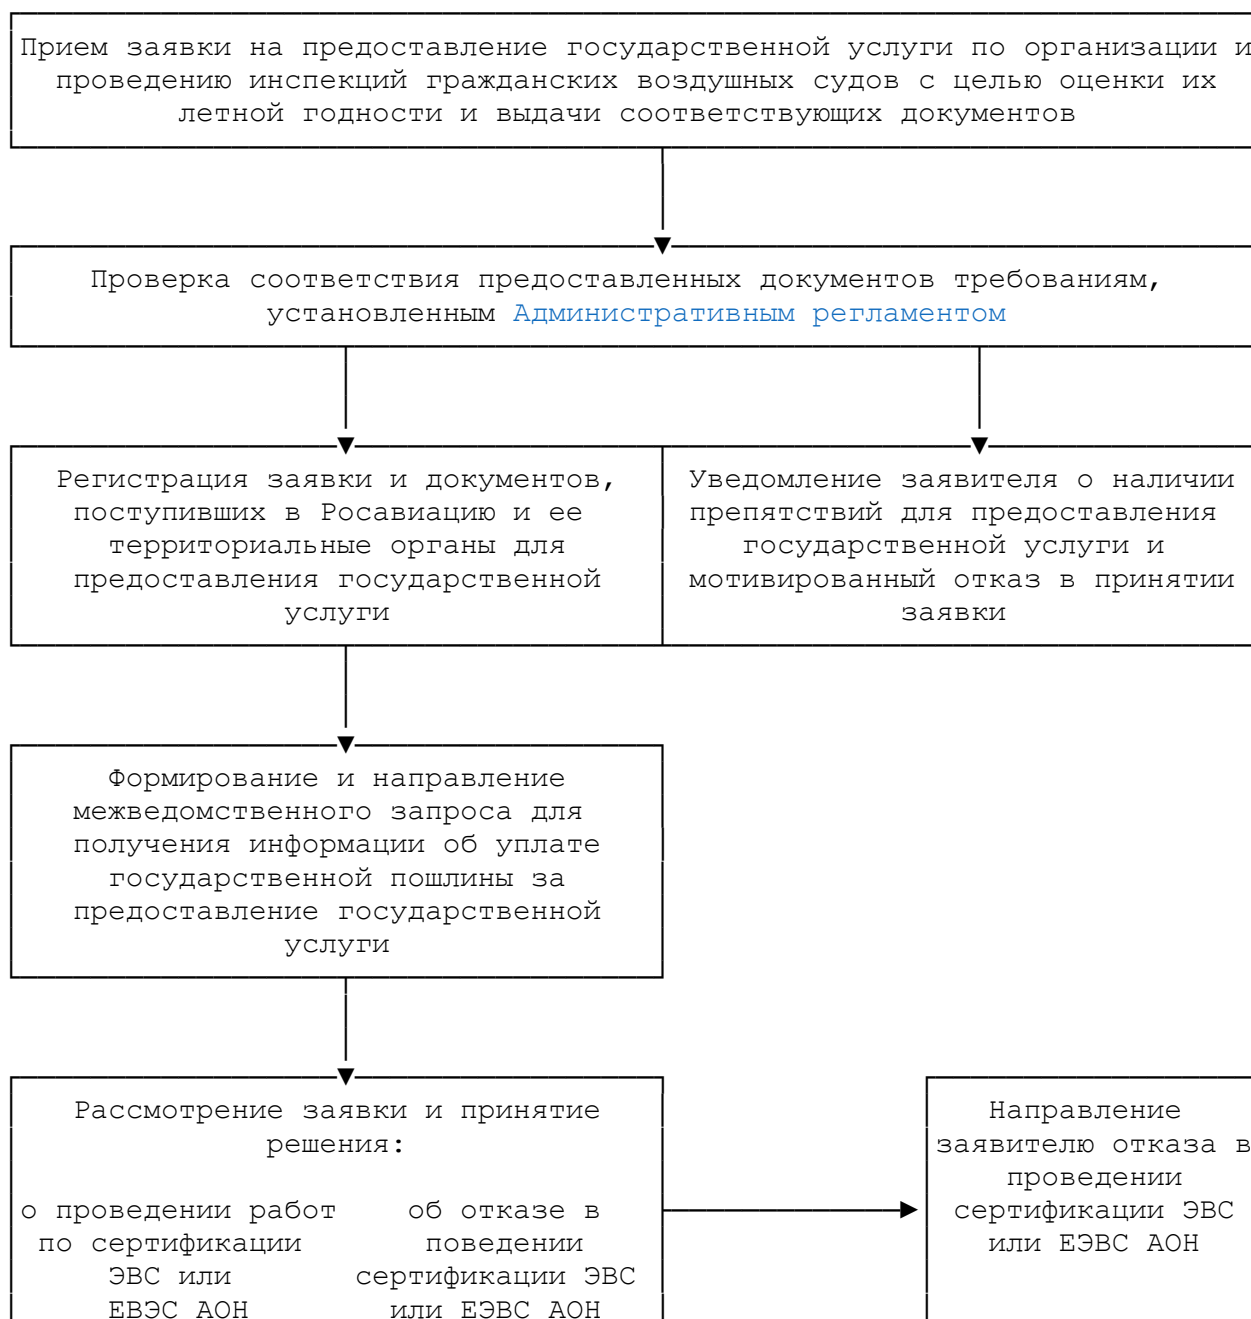 Прием заявки на предоставление государственной услуги по организации и
проведению инспекций гражданских воздушных судов с целью оценки их
летной годности и выдачи соответствующих документов
Проверка соответствия предоставленных документов требованиям,
установленным Административным регламентом
Регистрация заявки и документов,
поступивших в Росавиацию и ее
территориальные органы для
предоставления государственной
услуги
Уведомление заявителя о наличии
препятствий для предоставления
государственной услуги и
мотивированный отказ в принятии
заявки
Формирование и направление
межведомственного запроса для
получения информации об уплате
государственной пошлины за
предоставление государственной
услуги
Рассмотрение заявки и принятие
решения:
о проведении работ
по сертификации
ЭВС или
ЕВЭС АОН
об отказе в
поведении
сертификации ЭВС
или ЕЭВС АОН
Направление
заявителю отказа в
проведении
сертификации ЭВС
или ЕЭВС АОН